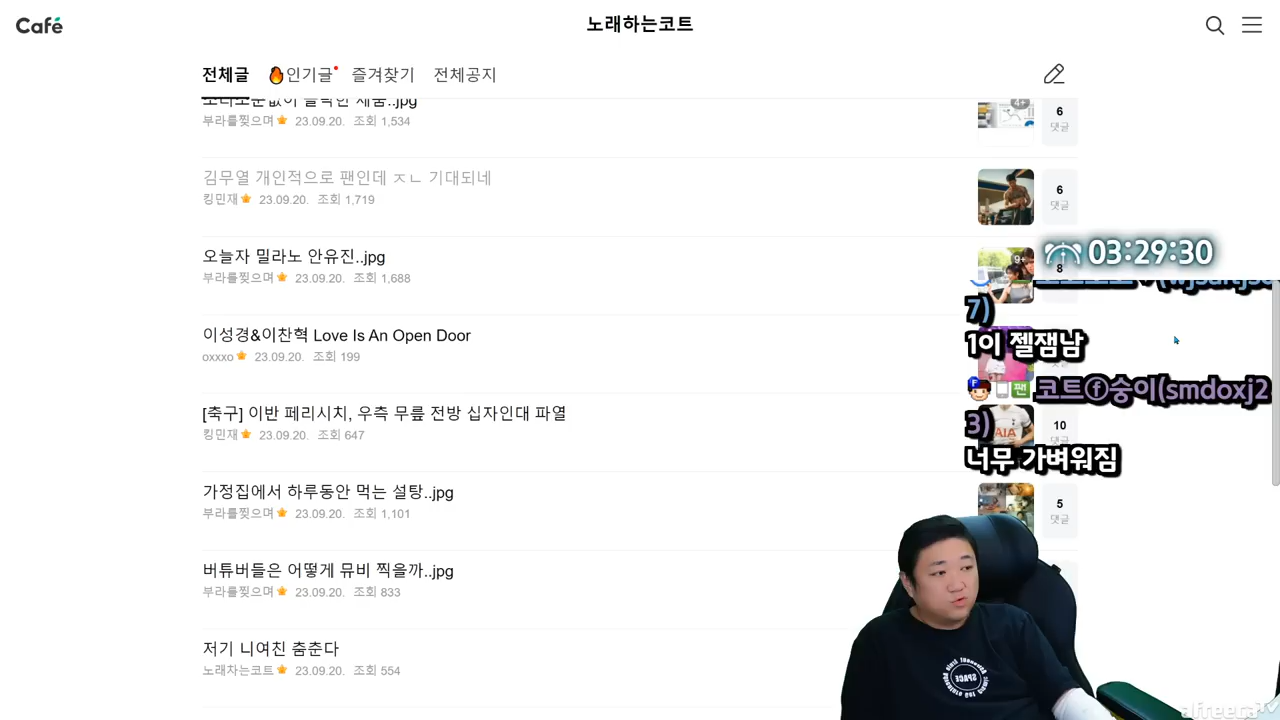 Café
노래하는코트
전체글 인기글 즐겨찾기 전체공지
부라를찢으며 23.09.20. 조회 1,534
4+
6
댓글
김무열 개인적으로 팬인데 ㅈㄴ 기대되네
킹민재 23.09.20. 조회 1,719
6
댓글
오늘자 밀라노 안유진..jpg
부라를찢으며 23.09.20. 조회 1,688
9+
8
03:29:30
7)
1이 젤잼남
이성경&이찬혁 Love Is An Open Door
oxxxo 23.09.20. 조회 199
짼 코트ⓕ숭이(smdoxj2
3)
너무 가벼워짐
[축구] 이반 페리시치, 우측 무릎 전방 십자인대 파열
킹민재 23.09.20. 조회 647
AIA
10
댓글
가정집에서 하루동안 먹는 설탕..jpg
부라를찢으며 23.09.20. 조회 1,101
5
댓글
버튜버들은 어떻게 뮤비 찍을까..jpg
부라를찢으며 23.09.20. 조회 833
저기 니여친 춤춘다
노래차는코트 23.09.20. 조회 554
SPACE
afreecaTV